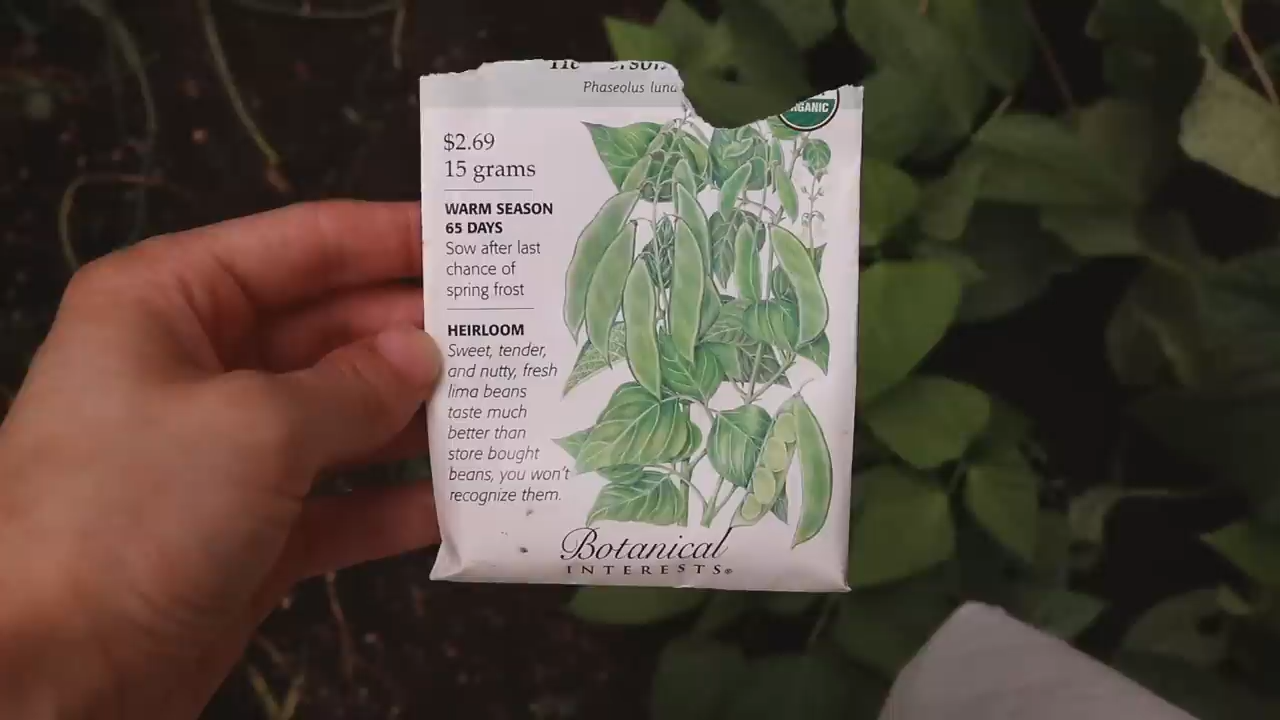 Phaseolus luna
GANIC
$2.69
15 grams
WARM SEASON
65 DAYS
Sow after last
chance of
spring frost
HEIRLOOM
Sweet, tender,
and nutty, fresh
lima beans
taste much
better than
store bought
beans, you won't
recognize them.
Botanical
INTERESTS®